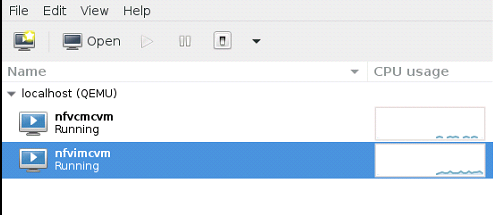 File Edit View Help
Open
Name CPU usage
localhost (QEMU)
nfvcmcvm
Running
nfvimcvm
Running